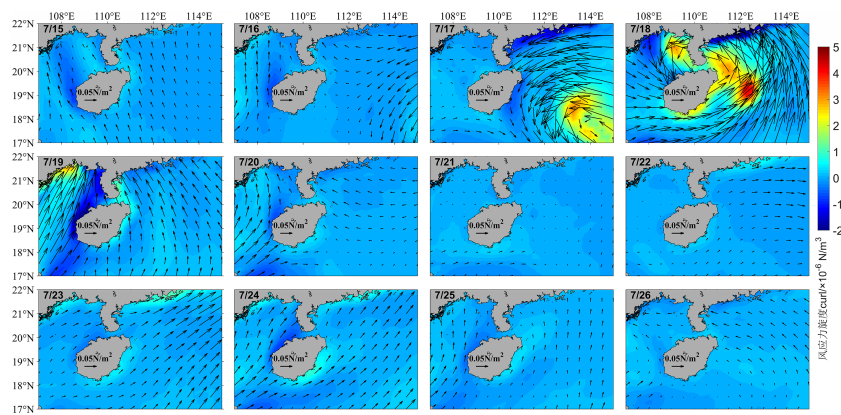 108°E 110°E 112°E 108°E 110°E 112°E 108°E 110°E 112°E 108°E 110°E 112°E
22°N 7/15 7/16 7/17 7/18
21°N
20°N
19°N 0.05N/m² 0.05N/m² 0.05N/m² 0.05N/m²
18°N
17°N
22°N 7/19 7/20 7/21 7/22
21°N
20°N
19°N 0.05N/m² 0.05N/m² 0.05N/m² 0.05N/m²
18°N
17°N
22°N 7/23 7/24 7/25 7/26
21°N
20°N
19°N 0.05N/m² 0.05N/m² 0.05N/m² 0.05N/m²
18°N
17°N
5
4
3
2
1
0
-1
-2
风应力旋度curl/×10⁻⁶ N/m³